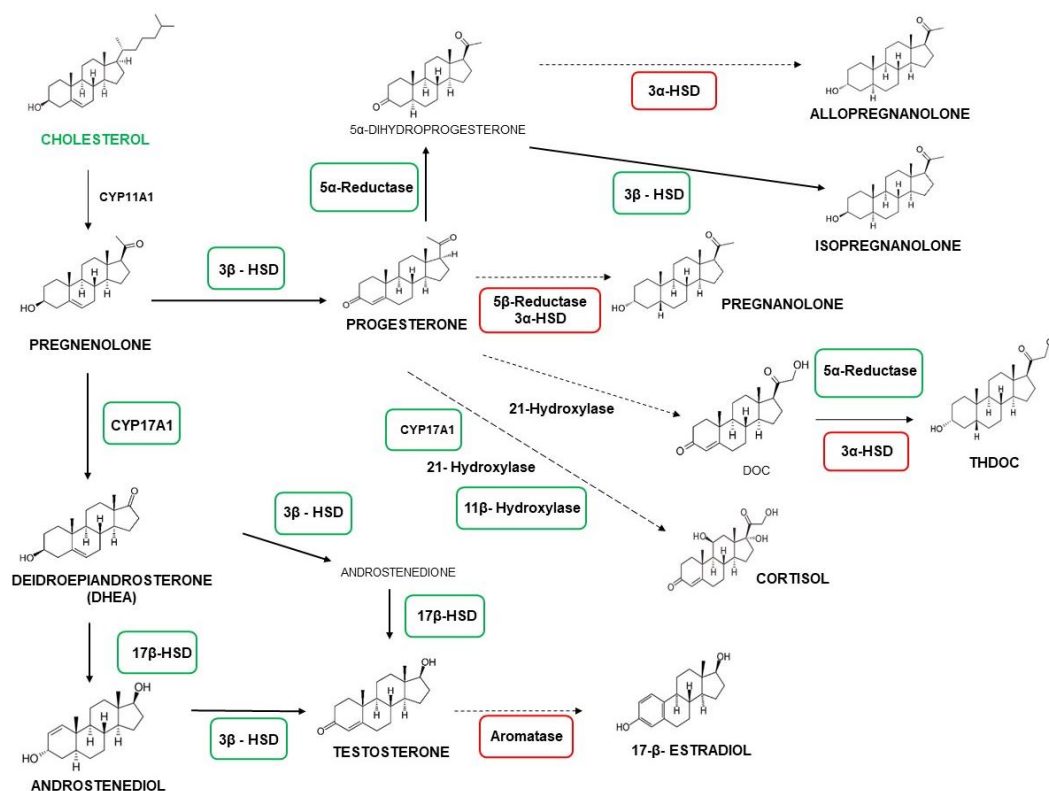 CHOLESTEROL
CYP11A1
PREGNENOLONE
3β - HSD
PROGESTERONE
5α-Reductase
5α-DIHYDROPROGESTERONE
3α-HSD
ALLOPREGNANOLONE
3β - HSD
ISOPREGNANOLONE
5β-Reductase
3α-HSD
PREGNANOLONE
21-Hydroxylase
DOC
5α-Reductase
3α-HSD
THDOC
CYP17A1
21- Hydroxylase
11β- Hydroxylase
CORTISOL
CYP17A1
DEIDROEPIANDROSTERONE
(DHEA)
3β - HSD
ANDROSTENEDIONE
17β-HSD
17β-HSD
ANDROSTENEDIOL
3β - HSD
TESTOSTERONE
Aromatase
17-β- ESTRADIOL